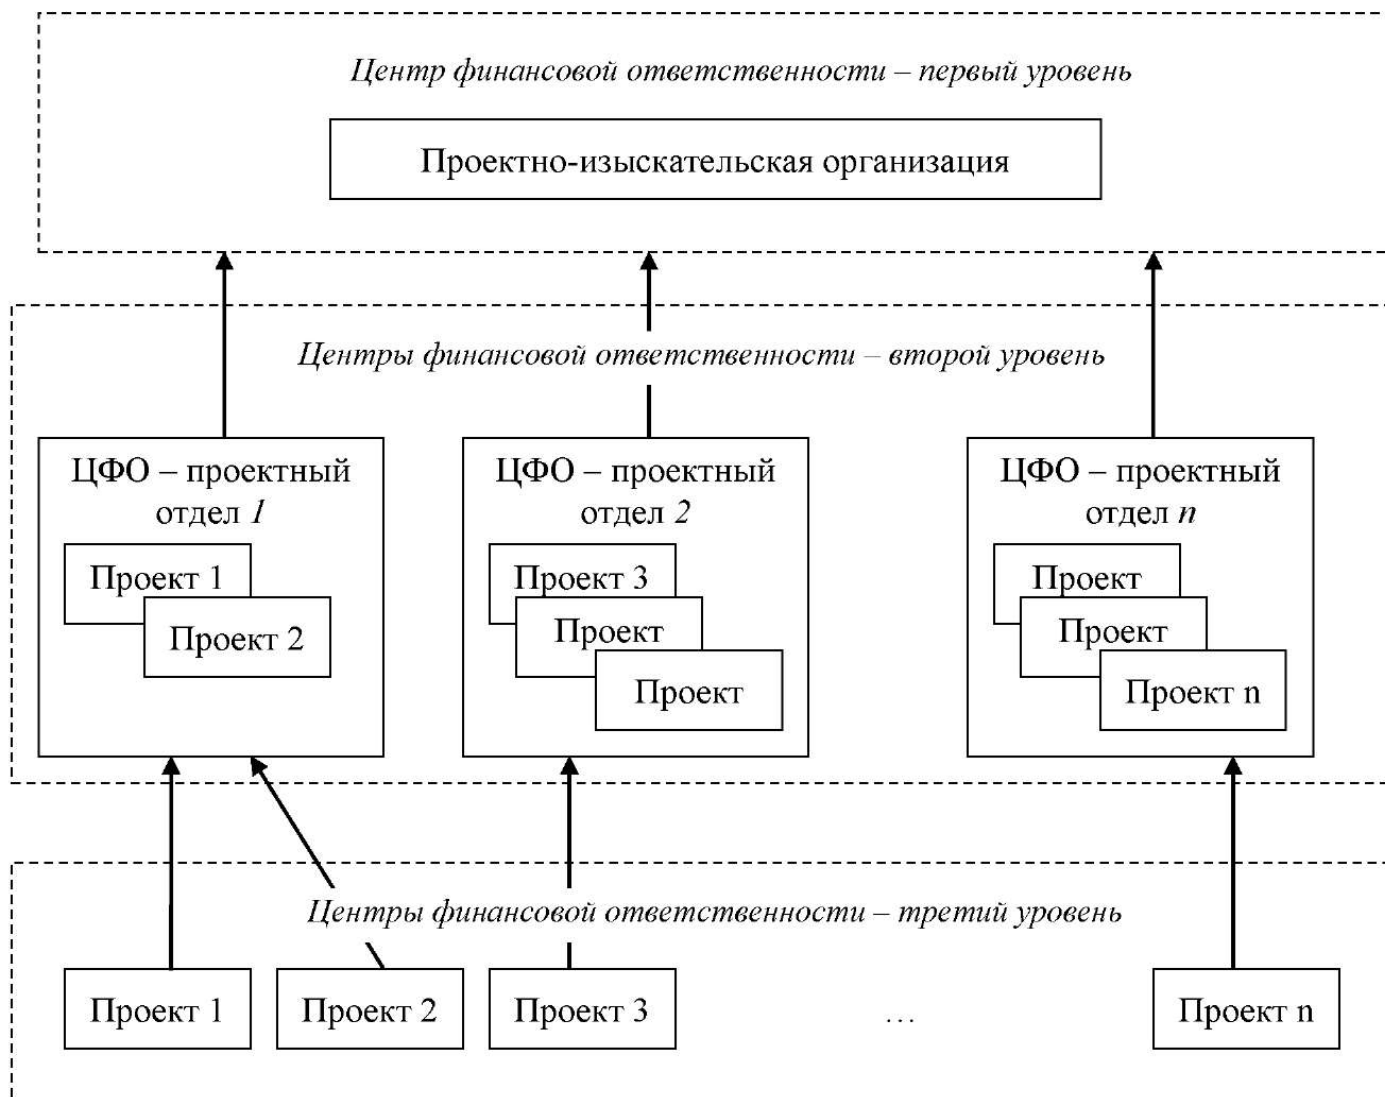 Центр финансовой ответственности – первый уровень
Проектно-изыскательская организация
Центры финансовой ответственности – второй уровень
ЦФО – проектный
отдел 1
Проект 1
Проект 2
ЦФО – проектный
отдел 2
Проект 3
Проект
Проект
ЦФО – проектный
отдел n
Проект
Проект
Проект n
Центры финансовой ответственности – третий уровень
Проект 1
Проект 2
Проект 3
…
Проект n